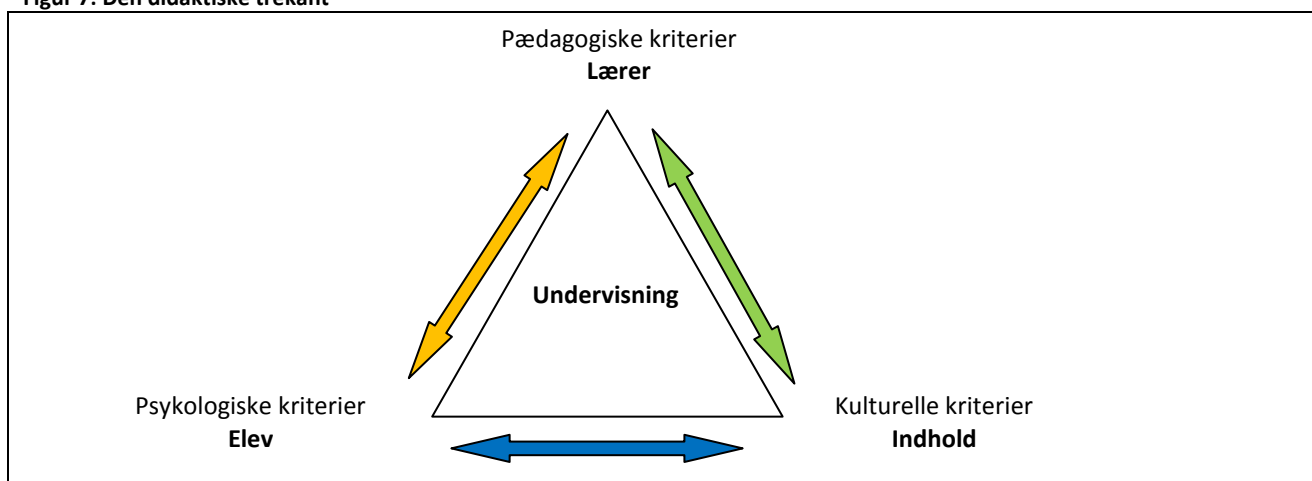 Figur 7: Den didaktiske trekant
Pædagogiske kriterier
Lærer
Undervisning
Psykologiske kriterier
Elev
Kulturelle kriterier
Indhold